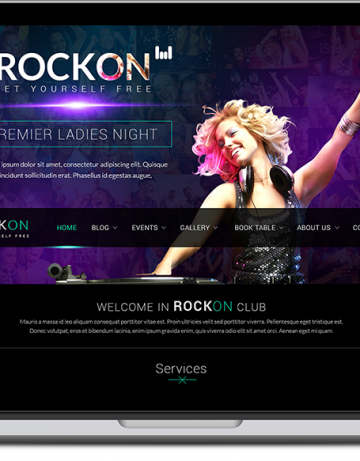 ROCKON
ET YOURSELF FREE
PREMIER LADIES NIGHT
ipsum dolor sit amet, consectetur adipiscing elit. Quisque
incidunt sollicitudin erat. Phasellus id egestas augue,
KON
ELF FREE
HOME BLOG EVENTS GALLERY BOOK TABLE ABOUT US CO
WELCOME IN ROCKON CLUB
Mauris a massa id leo aliquam consequat porttitor vitae est. Proin ultricies velit sed porttitor viverra. Pellentesque eget tristique est.
Donec volutpat, eros et bibendum lacinia, enim ipsum gravida enim, quis viverra odio elit sit amet orci. Aenean eget mi quam.
Services